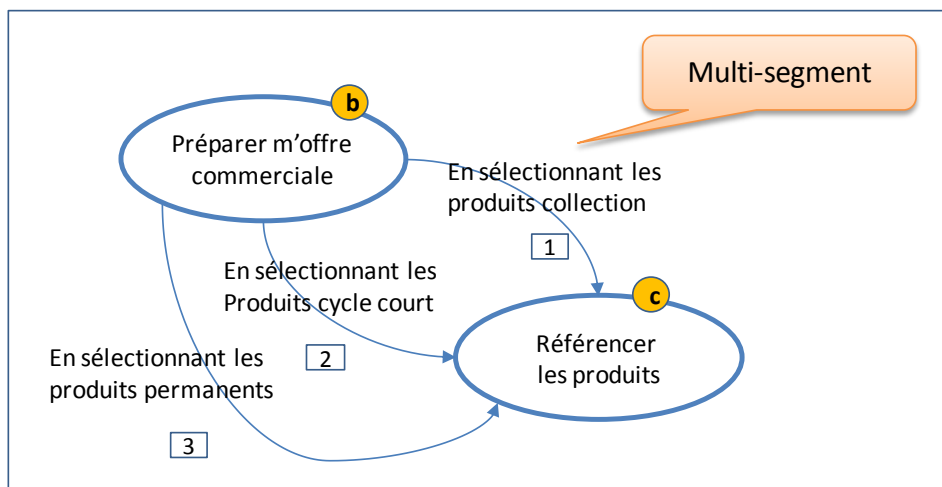 Multi-segment
b
Préparer m'offre
commerciale
En sélectionnant les
produits collection
1
En sélectionnant les
Produits cycle court
2
c
Référencer
les produits
En sélectionnant les
produits permanents
3